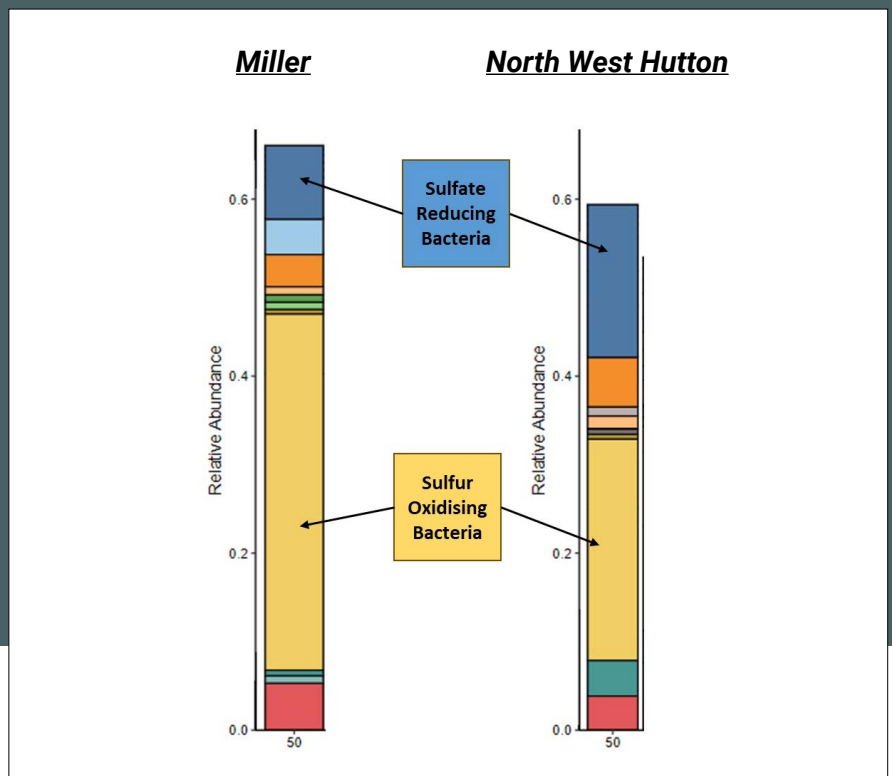 Miller
North West Hutton
Sulfate
Reducing
Bacteria
Sulfur
Oxidising
Bacteria
Relative Abundance
0.6
0.4
0.2
0.0
50
Relative Abundance
0.6
0.4
0.2
0.0
50